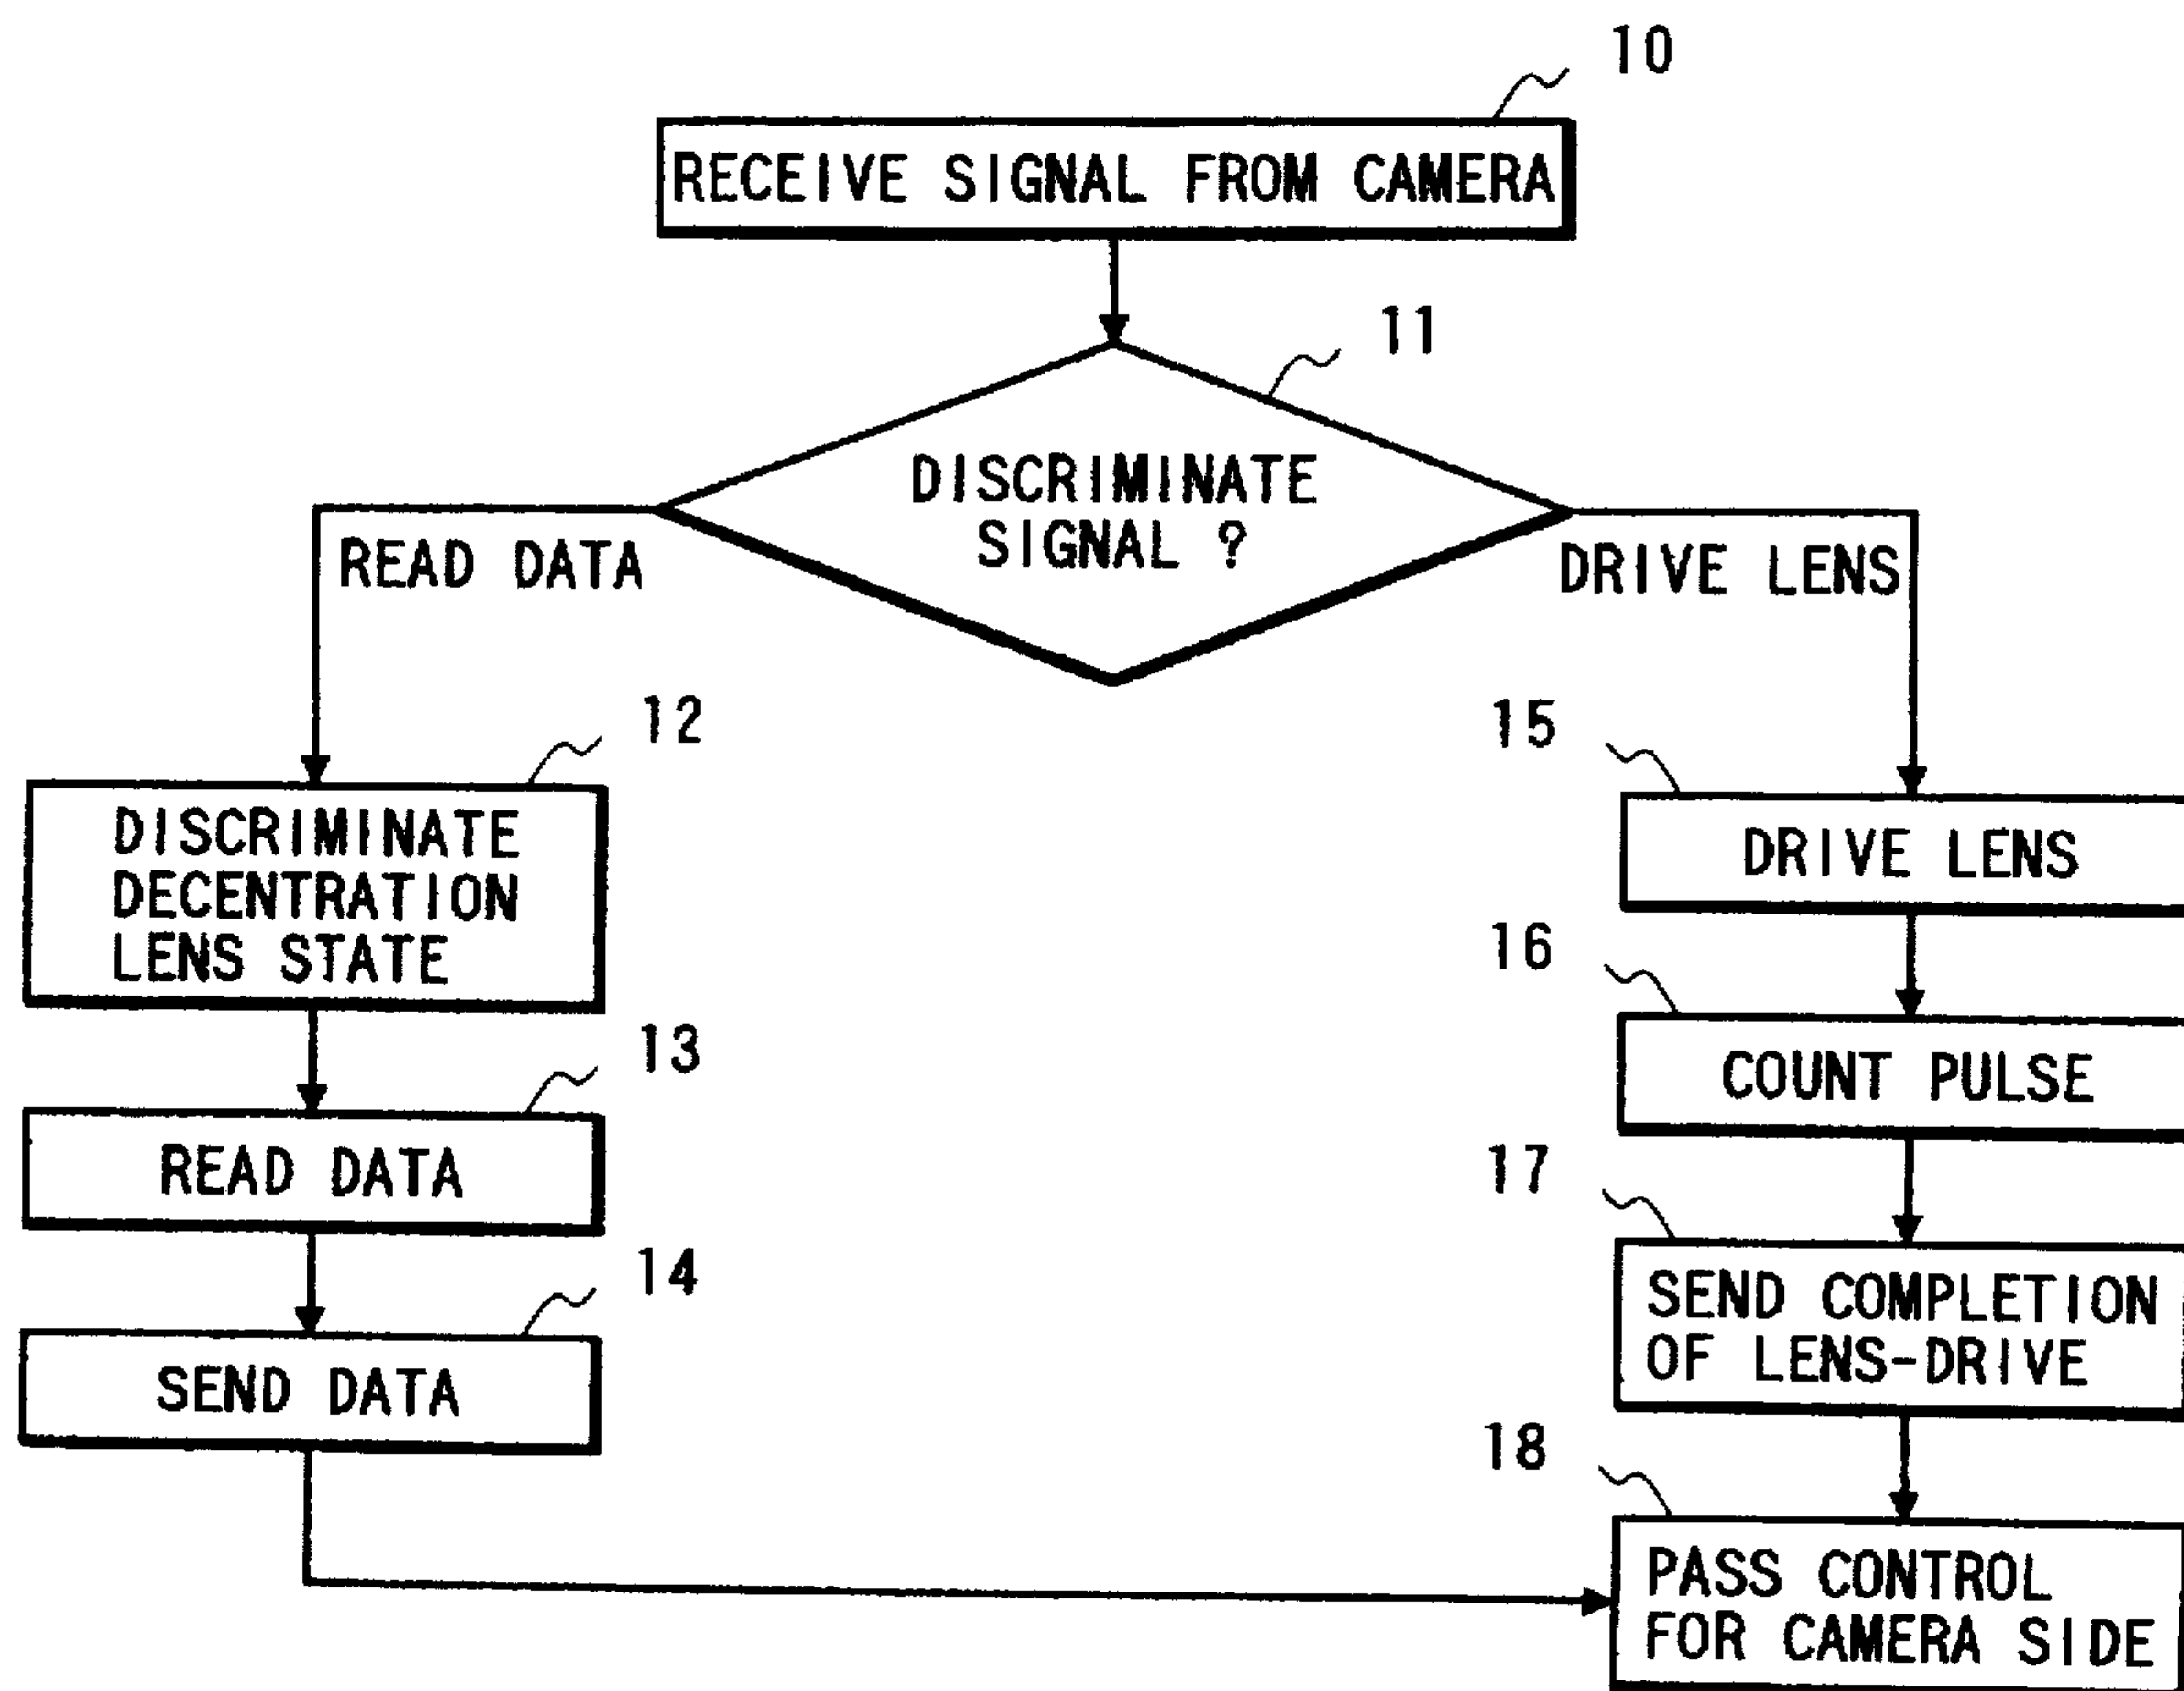 10
RECEIVE SIGNAL FROM CAMERA
11
DISCRIMINATE
SIGNAL ?
READ DATA
DRIVE LENS
12
DISCRIMINATE
DECENTRATION
LENS STATE
13
READ DATA
14
SEND DATA
15
DRIVE LENS
16
COUNT PULSE
17
SEND COMPLETION
OF LENS-DRIVE
18
PASS CONTROL
FOR CAMERA SIDE